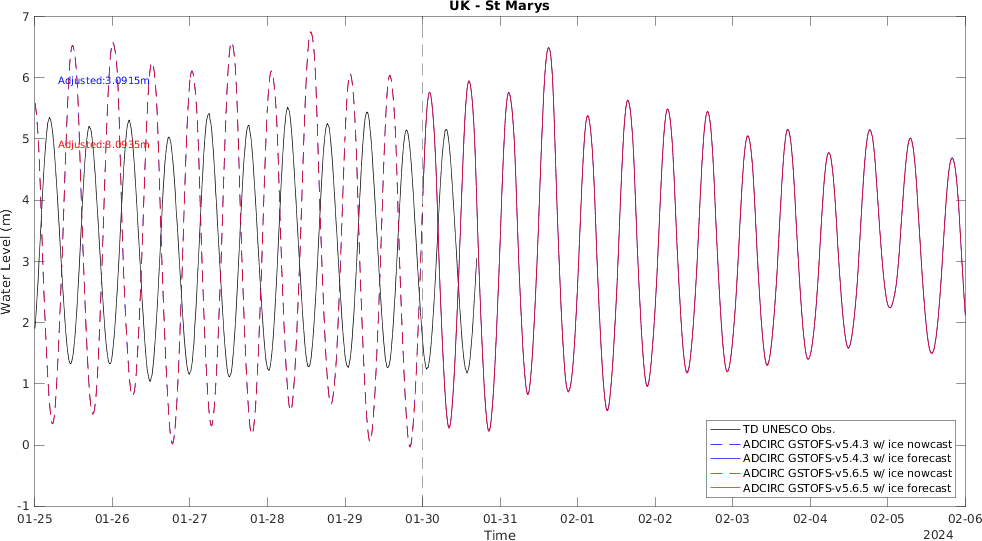 UK - St Marys
7
6
5
4
3
2
1
0
-1
Water Level (m)
Adjusted:3.0915m
Adjusted:3.0935m
TD UNESCO Obs.
ADCIRC GSTOFS-v5.4.3 w/ ice nowcast
ADCIRC GSTOFS-v5.4.3 w/ ice forecast
ADCIRC GSTOFS-v5.6.5 w/ ice nowcast
ADCIRC GSTOFS-v5.6.5 w/ ice forecast
01-25 01-26 01-27 01-28 01-29 01-30 01-31 02-01 02-02 02-03 02-04 02-05 02-06
Time
2024